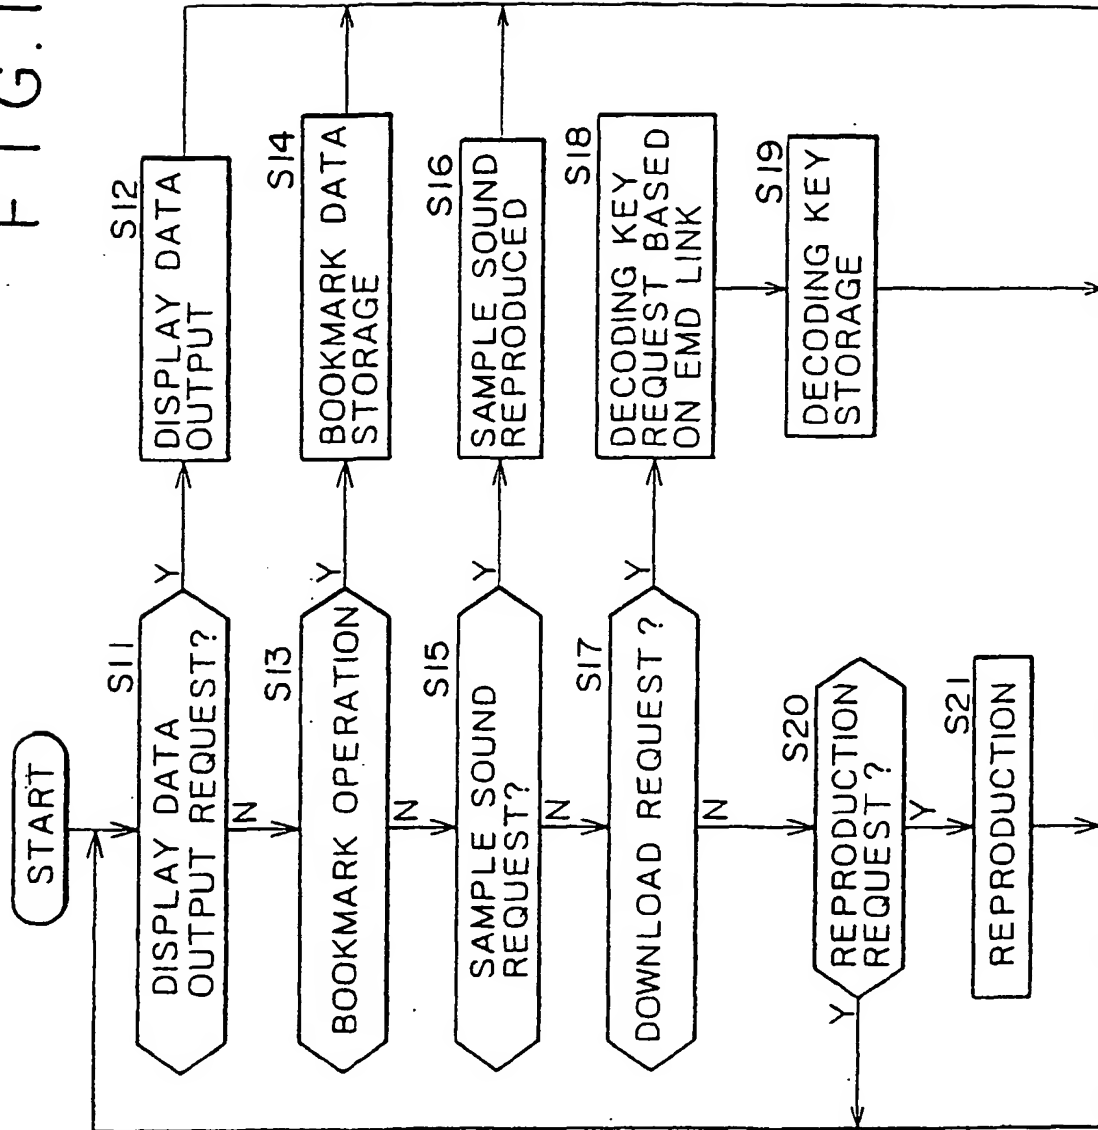 FIG.1
START
S11
DISPLAY DATA
OUTPUT REQUEST?
Y
S12
DISPLAY DATA
OUTPUT
N
S13
BOOKMARK OPERATION
Y
S14
BOOKMARK DATA
STORAGE
N
S15
SAMPLE SOUND
REQUEST?
Y
S16
SAMPLE SOUND
REPRODUCED
N
S17
DOWNLOAD REQUEST?
Y
S18
DECODING KEY
REQUEST BASED
ON EMD LINK
N
S19
DECODING KEY
STORAGE
S20
REPRODUCTION
REQUEST?
Y
Y
S21
REPRODUCTION